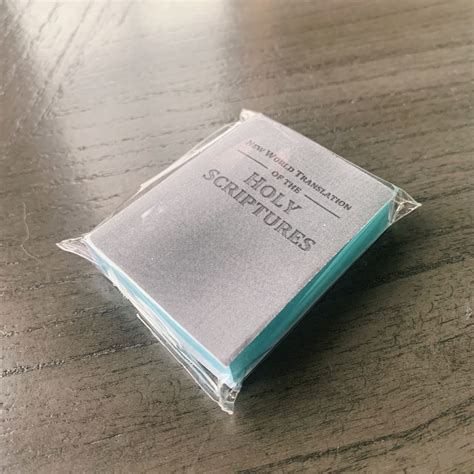 NEW WORLD TRANSLATION
OF THE
HOLY
SCRIPTURES